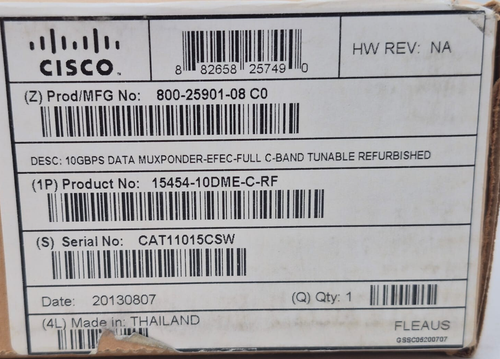 CISCO
8 82658 25749 0
HW REV: NA
(Z) Prod/MFG No: 800-25901-08 C0
DESC: 10GBPS DATA MUXPONDER-EFEC-FULL C-BAND TUNABLE REFURBISHED
(1P) Product No: 15454-10DME-C-RF
(S) Serial No: CAT11015CSW
Date: 20130807
(Q) Qty: 1
(4L) Made in: THAILAND
FLEAUS
GSSC08200707